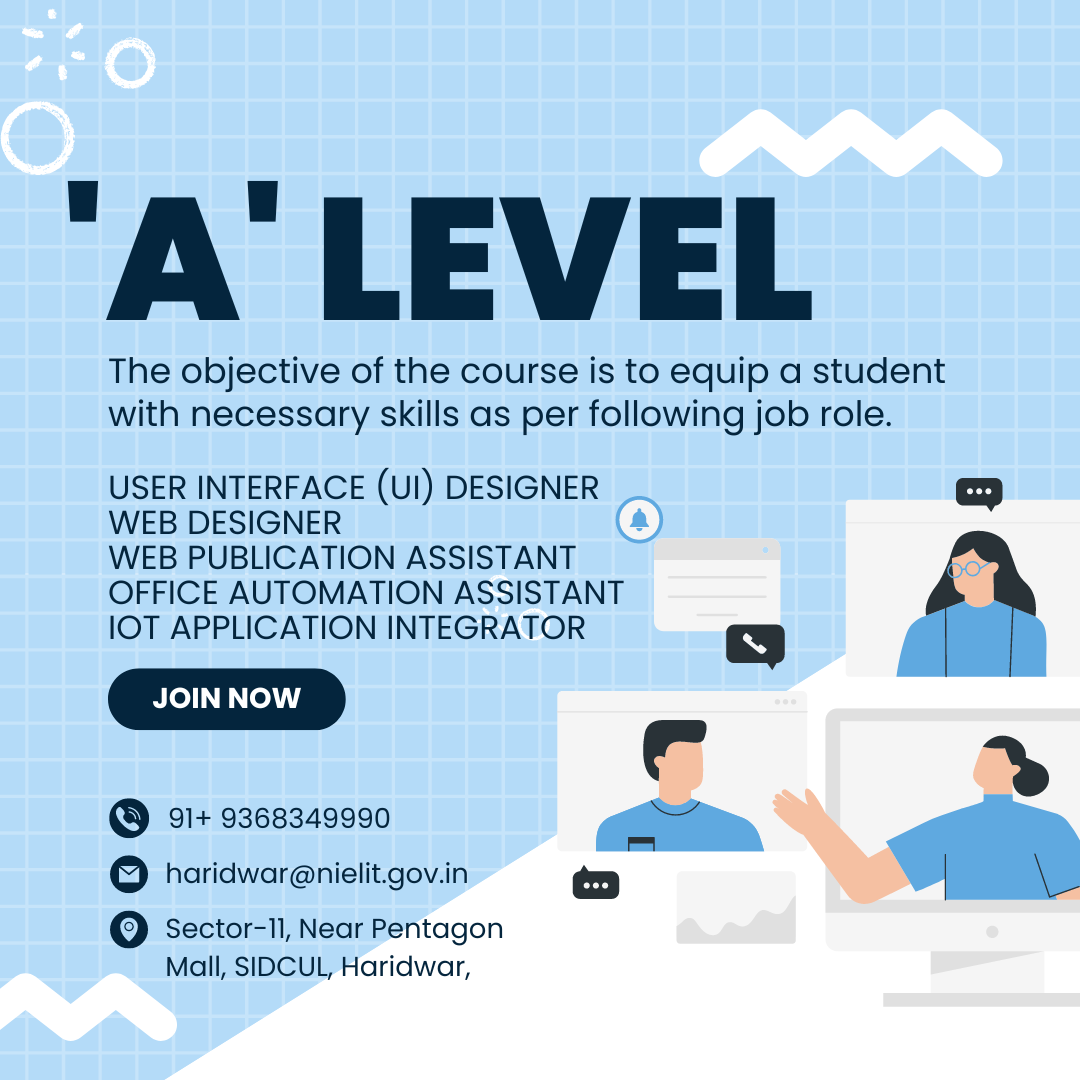 'A' LEVEL
The objective of the course is to equip a student
with necessary skills as per following job role.
USER INTERFACE (UI) DESIGNER
WEB DESIGNER
WEB PUBLICATION ASSISTANT
OFFICE AUTOMATION ASSISTANT
IOT APPLICATION INTEGRATOR
JOIN NOW
91+ 9368349990
haridwar@nielit.gov.in
Sector-11, Near Pentagon
Mall, SIDCUL, Haridwar,